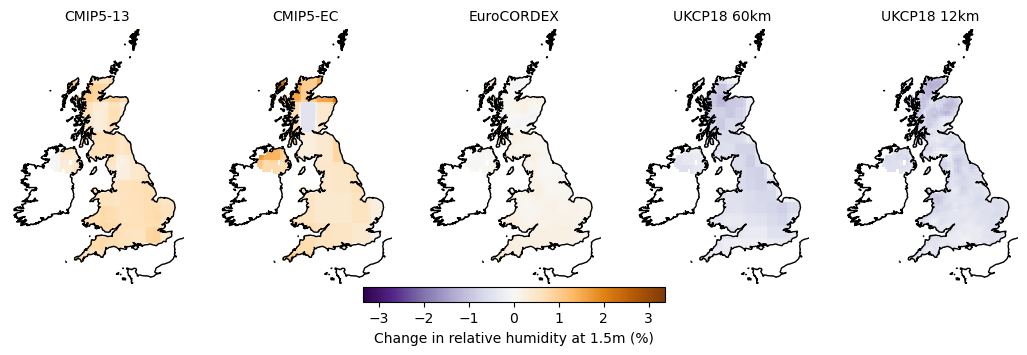 CMIP5-13
CMIP5-EC
EuroCORDEX
UKCP18 60km
UKCP18 12km
−3 −2 −1 0 1 2 3
Change in relative humidity at 1.5m (%)